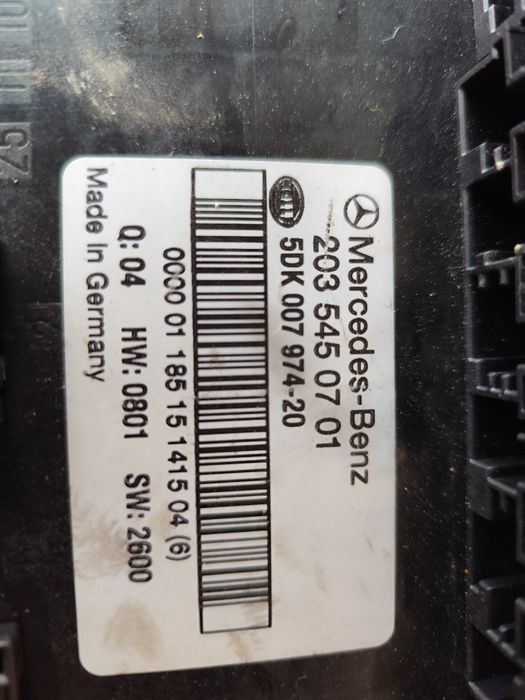 Mercedes-Benz
203 545 07 01
5DK 007 974-20
0000 01 185 15 1415 04 (6)
Q: 04 HW: 0801 SW: 2600
Made In Germany